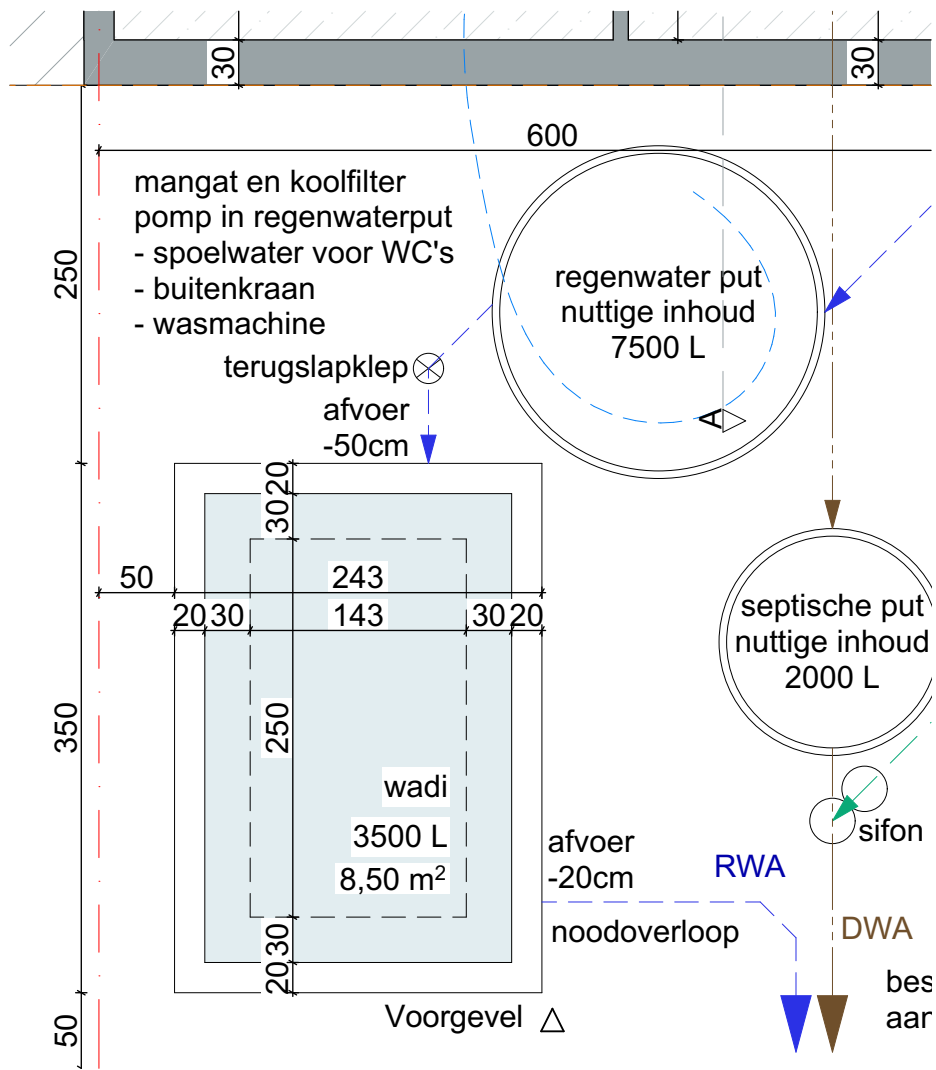 30
30
600
mangat en koolfilter
pomp in regenwaterput
- spoelwater voor WC's
- buitenkraan
- wasmachine
250
regenwater put
nuttige inhoud
7500 L
terugslapklep
A
afvoer
-50cm
20
30
50
243
20
30
143
30
20
septische put
nuttige inhoud
2000 L
350
250
wadi
3500 L
8,50 m²
sifon
afvoer
-20cm
RWA
noodoverloop
DWA
30
20
bes
aan
Voorgevel
50